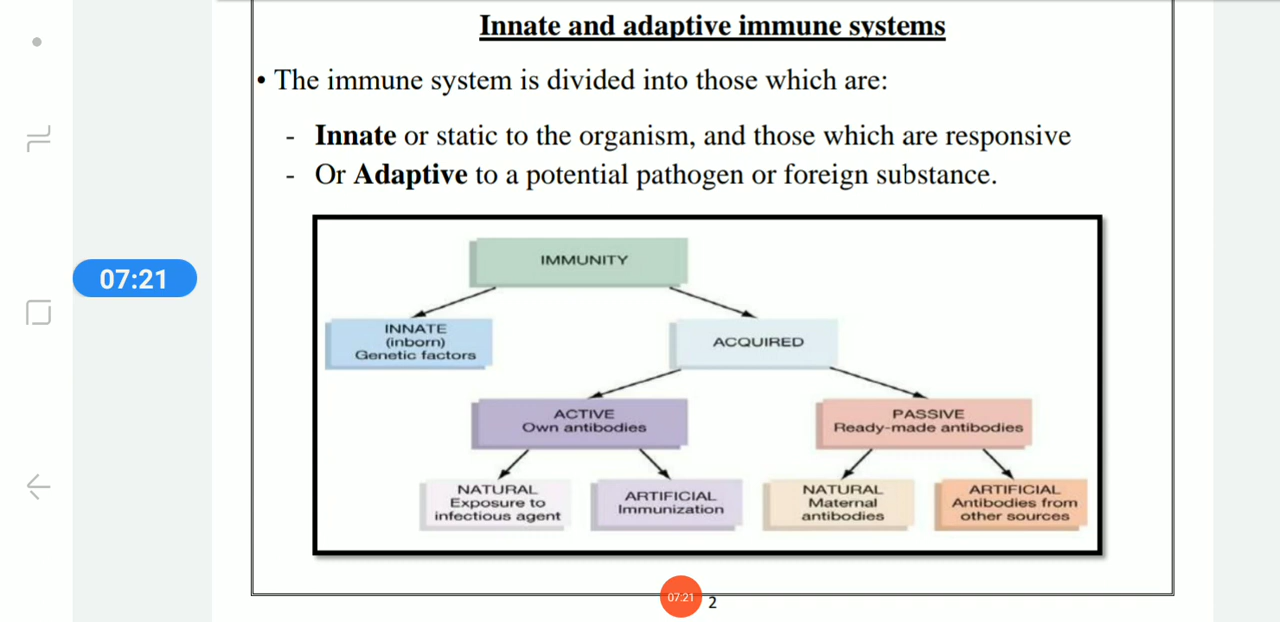 Innate and adaptive immune systems
• The immune system is divided into those which are:
- Innate or static to the organism, and those which are responsive
- Or Adaptive to a potential pathogen or foreign substance.
07:21
IMMUNITY
INNATE
(inborn)
Genetic factors
ACQUIRED
ACTIVE
Own antibodies
PASSIVE
Ready-made antibodies
NATURAL
Exposure to
infectious agent
ARTIFICIAL
Immunization
NATURAL
Maternal
antibodies
ARTIFICIAL
Antibodies from
other sources
07:21
2